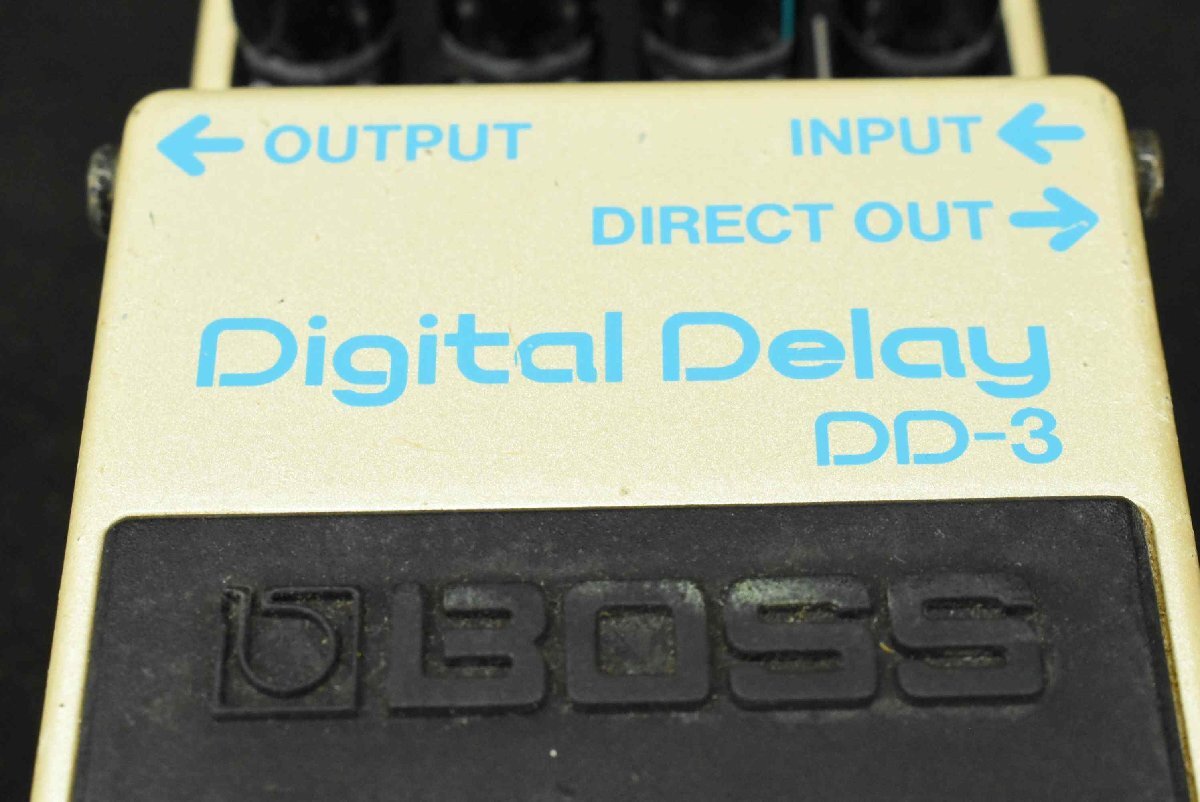 OUTPUT INPUT
DIRECT OUT
Digital Delay
DD-3
BOSS